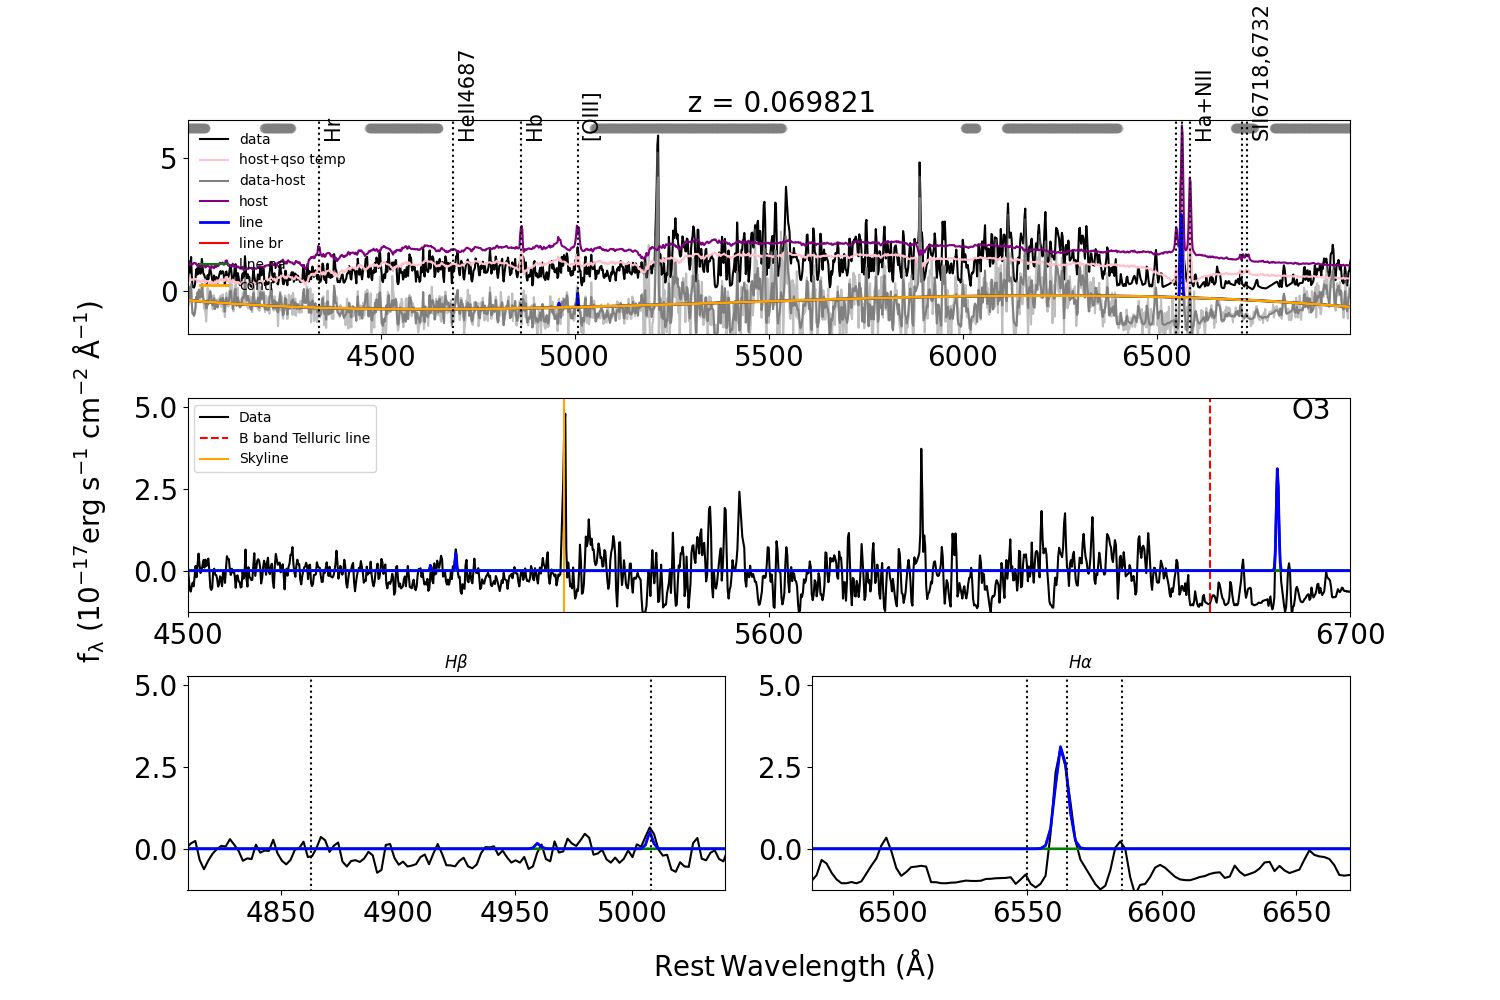 z = 0.069821
Hr
HeII4687
Hb
[OIII]
Ha+NII
SII6718,6732
data
host+qso temp
data-host
host
line
line br
line na
conti
5
0
4500 5000 5500 6000 6500
O3
Data
B band Telluric line
Skyline
5.0
2.5
0.0
4500 5600 6700
fλ (10⁻¹⁷erg s⁻¹ cm⁻² Å⁻¹)
Hβ
5.0
2.5
0.0
4850 4900 4950 5000
Hα
5.0
2.5
0.0
6500 6550 6600 6650
Rest Wavelength (Å)